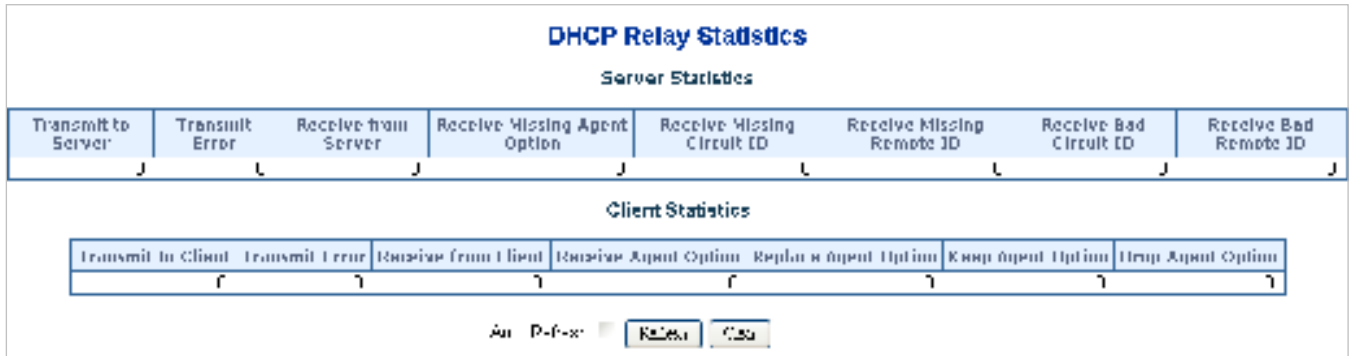 DHCP Relay Statistics
Server Statistics
Transmit to Server Transmit Error Receive from Server Receive Missing Agent Option Receive Missing Circuit ID Receive Missing Remote ID Receive Bad Circuit ID Receive Bad Remote ID
Client Statistics
Transmit to Client Transmit Error Receive from Client Receive Agent Option Replace Agent Option Keep Agent Option Drop Agent Option
Refresh Clear